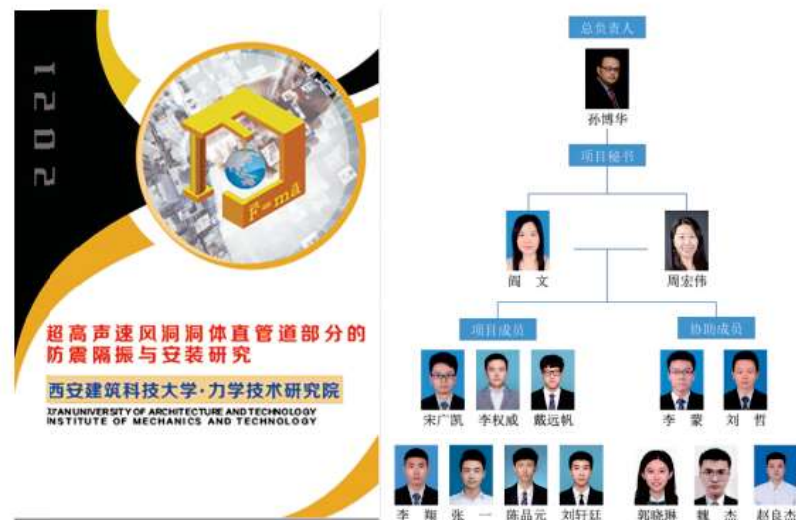 2021
F=ma
超高声速风洞洞体直管道部分的
防震隔振与安装研究
西安建筑科技大学·力学技术研究院
XI'AN UNIVERSITY OF ARCHITECTURE AND TECHNOLOGY
INSTITUTE OF MECHANICS AND TECHNOLOGY
总负责人
孙博华
项目秘书
阎 文 周宏伟
项目成员 协助成员
宋广凯 李权威 戴远帆 李 蒙 刘 哲
李 翔 张 一 陈品元 刘轩廷 郭晓琳 魏 杰 赵良杰